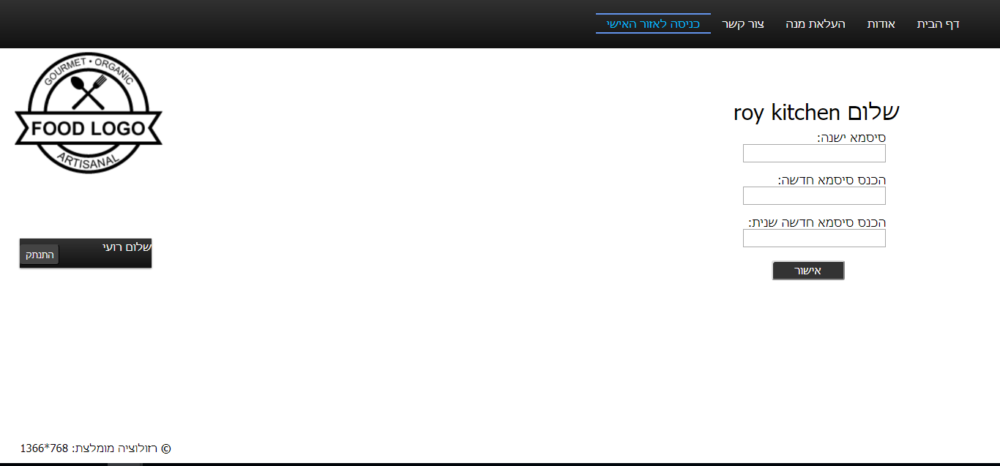 דף הבית
אודות
העלאת מנה
צור קשר
כניסה לאזור האישי
GOURMET • ORGANIC
FOOD LOGO
ARTISANAL
שלום roy kitchen
סיסמא ישנה:
הכנס סיסמא חדשה:
הכנס סיסמא חדשה שנית:
אישור
שלום רועי
התנתק
© רזולוציה מומלצת: 768*1366